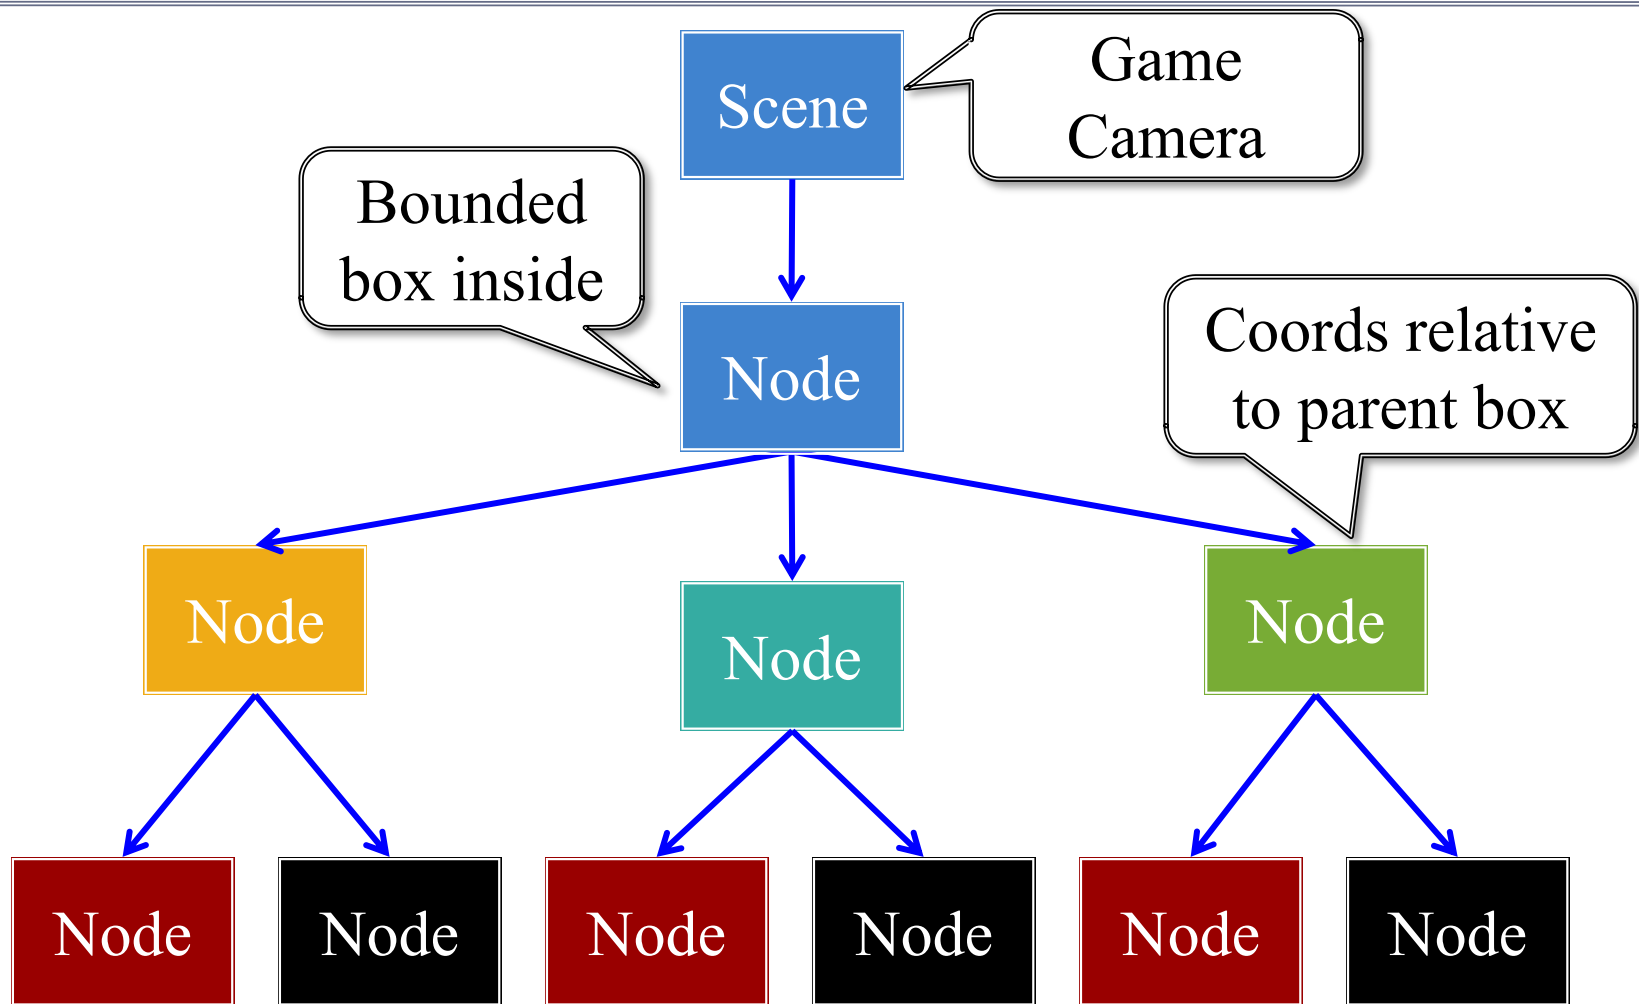 Scene
Game
Camera
Bounded
box inside
Node
Coords relative
to parent box
Node
Node
Node
Node
Node
Node
Node
Node
Node